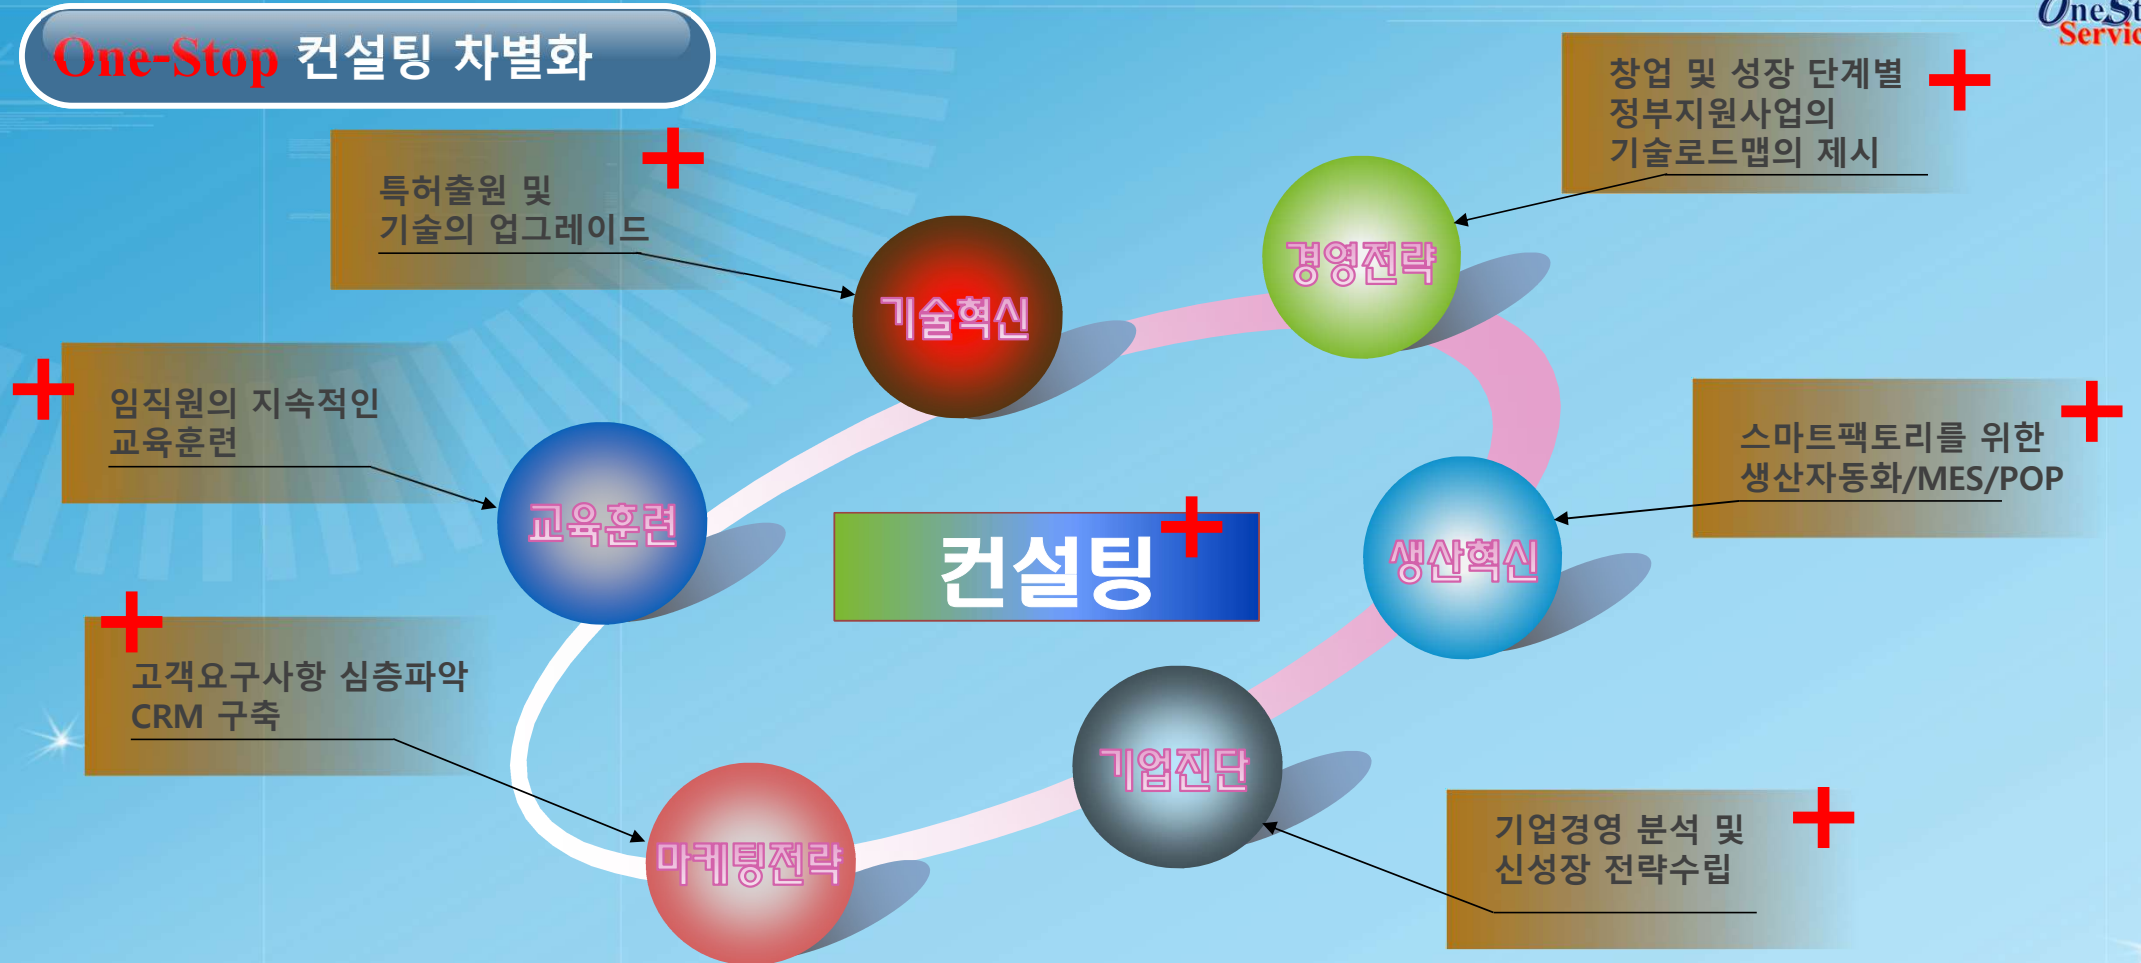 One-Stop 컨설팅 차별화
창업 및 성장 단계별
정부지원사업의
기술로드맵의 제시
특허출원 및
기술의 업그레이드
경영전략
기술혁신
임직원의 지속적인
교육훈련
스마트팩토리를 위한
생산자동화/MES/POP
교육훈련
컨설팅
생산혁신
고객요구사항 심층파악
CRM 구축
기업진단
기업경영 분석 및
신성장 전략수립
마케팅전략